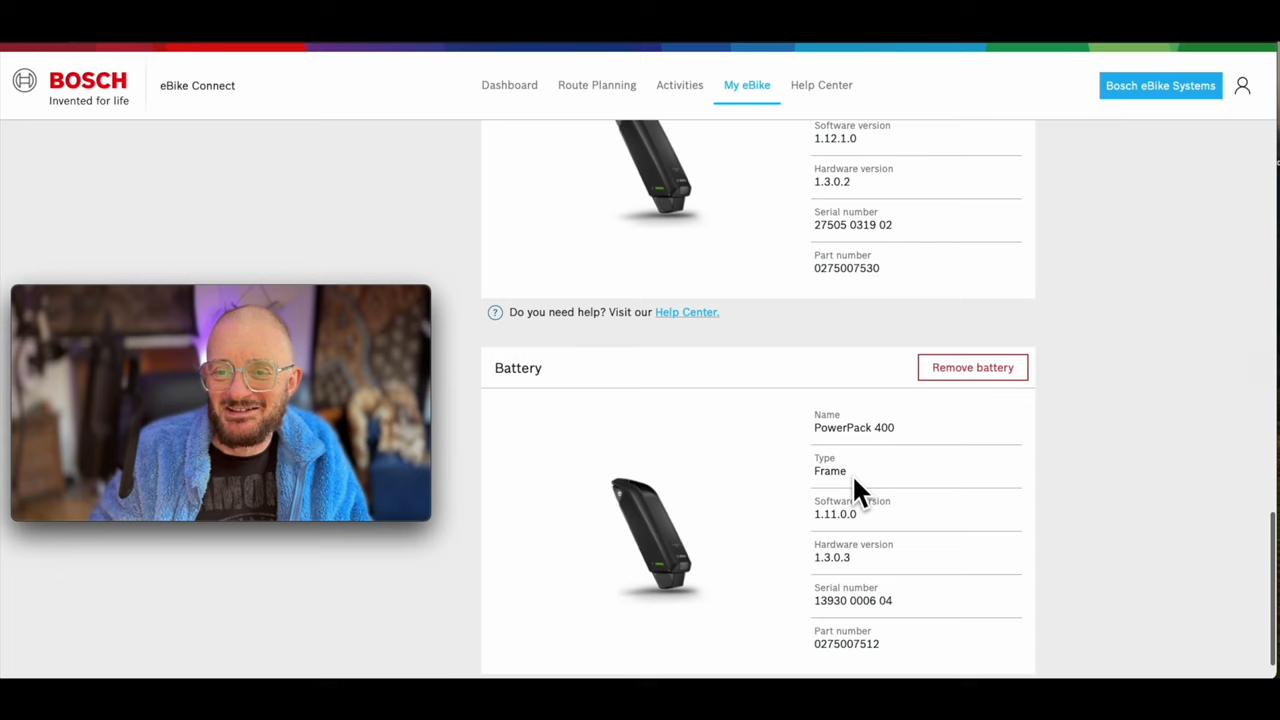 BOSCH
Invented for life
eBike Connect
Dashboard
Route Planning
Activities
My eBike
Help Center
Bosch eBike Systems
Software version
1.12.1.0
Hardware version
1.3.0.2
Serial number
27505 0319 02
Part number
0275007530
? Do you need help? Visit our Help Center.
Battery
Remove battery
Name
PowerPack 400
Type
Frame
Software version
1.11.0.0
Hardware version
1.3.0.3
Serial number
13930 0006 04
Part number
0275007512